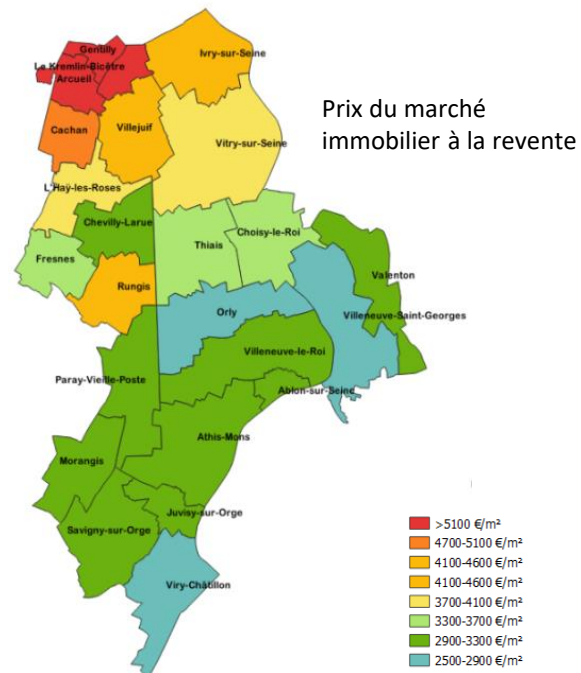 Gentilly
Ivry-sur-Seine
Le Kremlin-Bicêtre
Arcueil
Prix du marché
immobilier à la revente
Cachan
Villejuif
Vitry-sur-Seine
L'Haÿ-les-Roses
Chevilly-Larue
Choisy-le-Roi
Thiais
Fresnes
Valenton
Rungis
Orly
Villeneuve-Saint-Georges
Villeneuve-le-Roi
Paray-Vieille-Poste
Ablon-sur-Seine
Athis-Mons
Morangis
Juvisy-sur-Orge
Savigny-sur-Orge
Viry-Châtillon
>5100 €/m²
4700-5100 €/m²
4100-4600 €/m²
4100-4600 €/m²
3700-4100 €/m²
3300-3700 €/m²
2900-3300 €/m²
2500-2900 €/m²